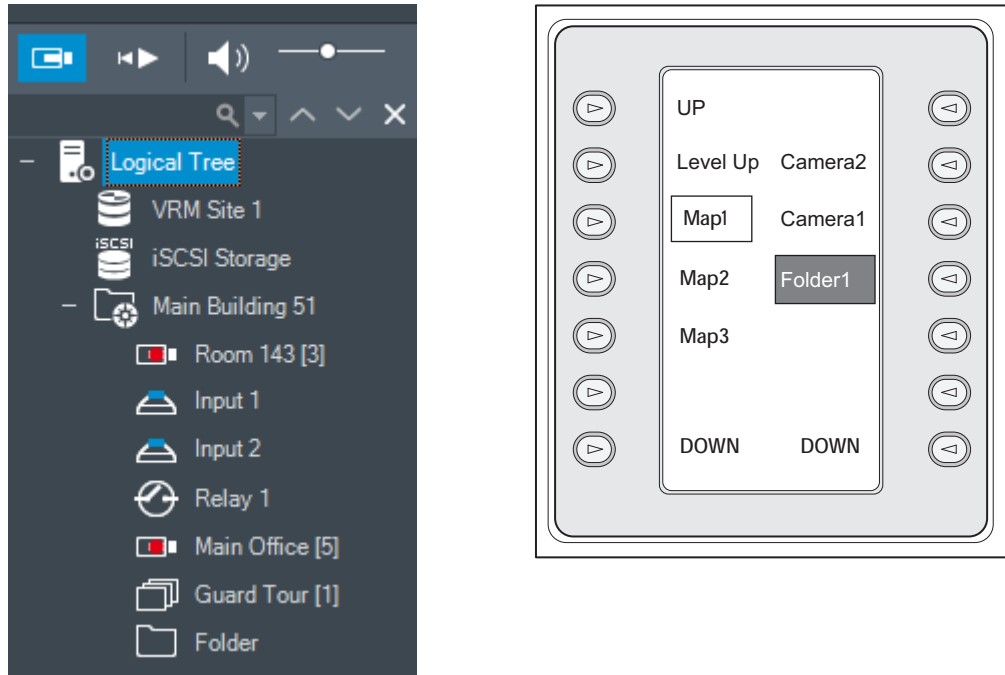 Logical Tree
VRM Site 1
iSCSI
iSCSI Storage
Main Building 51
Room 143 [3]
Input 1
Input 2
Relay 1
Main Office [5]
Guard Tour [1]
Folder
UP
Level Up Camera2
Map1 Camera1
Map2 Folder1
Map3
DOWN DOWN